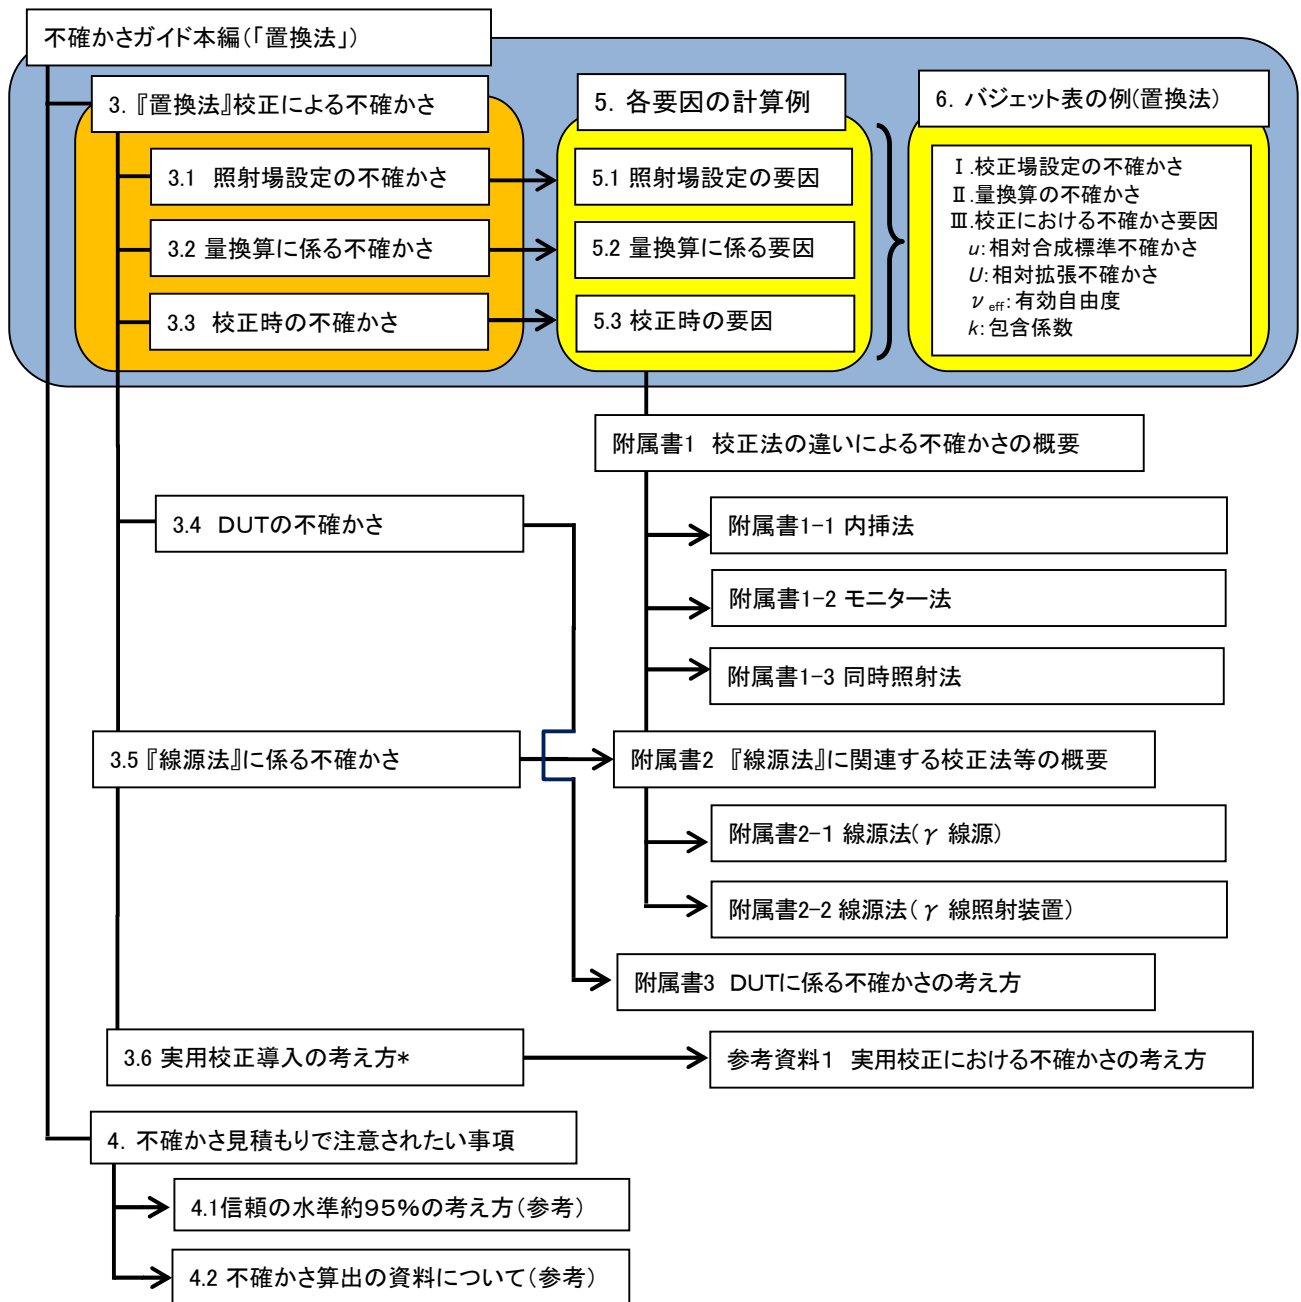 不確かさガイド本編(「置換法」)
3. 『置換法』校正による不確かさ
3.1 照射場設定の不確かさ
3.2 量換算に係る不確かさ
3.3 校正時の不確かさ
5. 各要因の計算例
5.1 照射場設定の要因
5.2 量換算に係る要因
5.3 校正時の要因
6. バジェット表の例(置換法)
Ⅰ.校正場設定の不確かさ
Ⅱ.量換算の不確かさ
Ⅲ.校正における不確かさ要因
u:相対合成標準不確かさ
U:相対拡張不確かさ
νeff:有効自由度
k:包含係数
附属書1 校正法の違いによる不確かさの概要
3.4 DUTの不確かさ
附属書1-1 内挿法
附属書1-2 モニター法
附属書1-3 同時照射法
3.5 『線源法』に係る不確かさ
附属書2 『線源法』に関連する校正法等の概要
附属書2-1 線源法(γ 線源)
附属書2-2 線源法(γ 線照射装置)
附属書3 DUTに係る不確かさの考え方
3.6 実用校正導入の考え方*
参考資料1 実用校正における不確かさの考え方
4. 不確かさ見積もりで注意されたい事項
4.1信頼の水準約95%の考え方(参考)
4.2 不確かさ算出の資料について(参考)